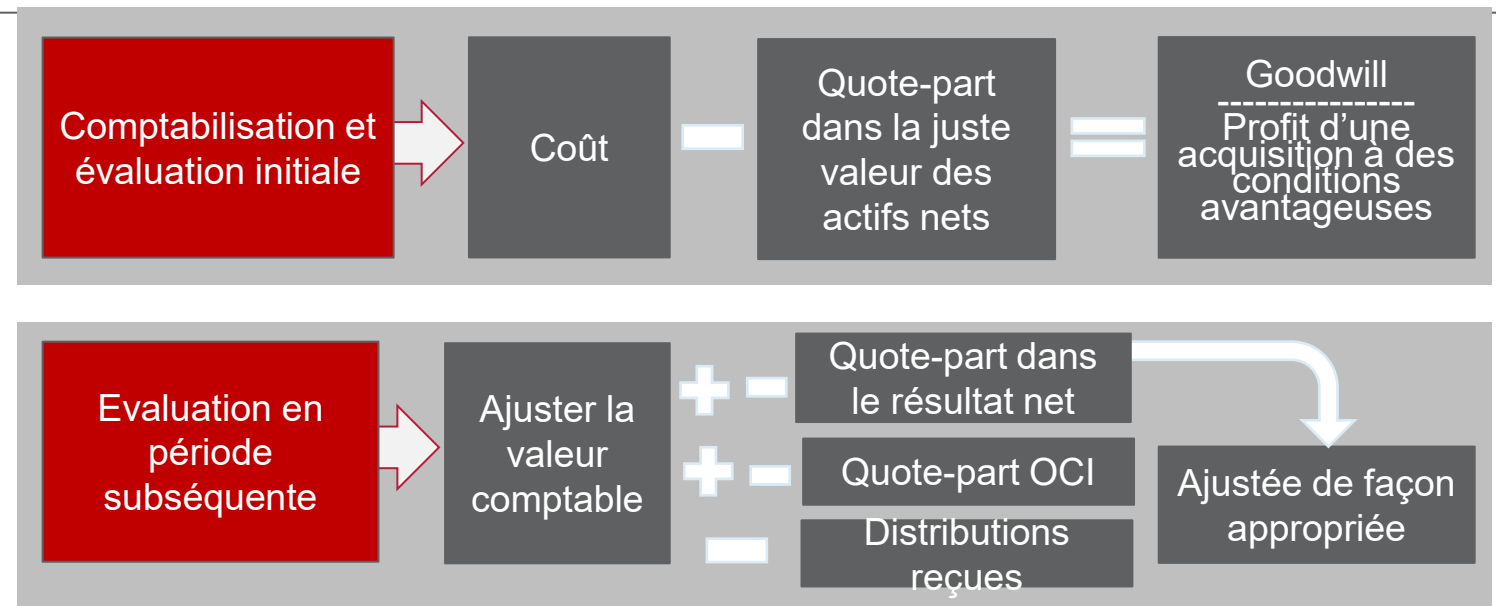 Comptabilisation et
évaluation initiale
Coût
Quote-part
dans la juste
valeur des
actifs nets
Goodwill
----------------
Profit d’une
acquisition à des
conditions
avantageuses
Evaluation en
période
subséquente
Ajuster la
valeur
comptable
Quote-part dans
le résultat net
Quote-part OCI
Distributions
reçues
Ajustée de façon
appropriée